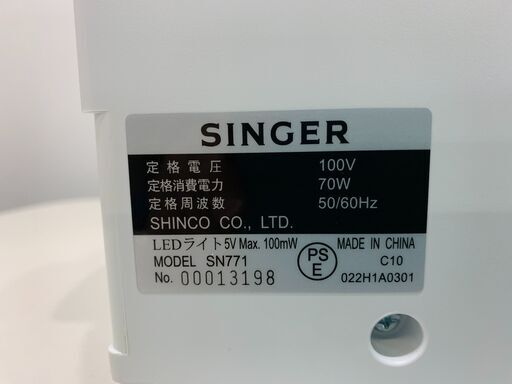 SINGER
定格電圧 100V
定格消費電力 70W
定格周波数 50/60Hz
SHINCO CO., LTD.
LEDライト5V Max. 100mW
MODEL SN771
No. 00013198
PS
E
MADE IN CHINA
C10
022H1A0301